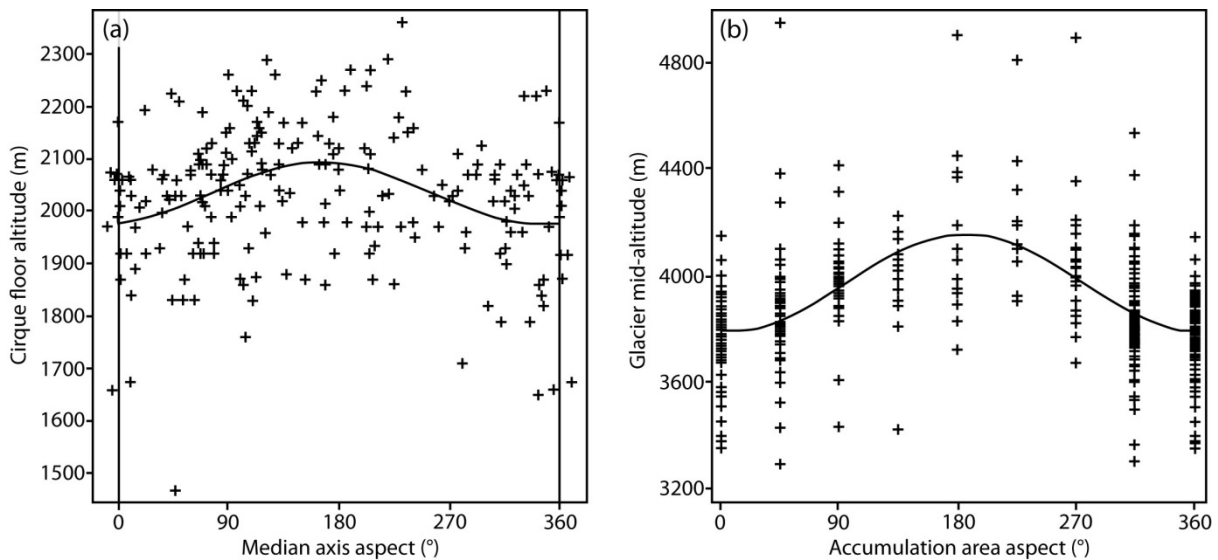 (a)
Cirque floor altitude (m)
2300
2200
2100
2000
1900
1800
1700
1600
1500
0 90 180 270 360
Median axis aspect (°)
(b)
Glacier mid-altitude (m)
4800
4400
4000
3600
3200
0 90 180 270 360
Accumulation area aspect (°)